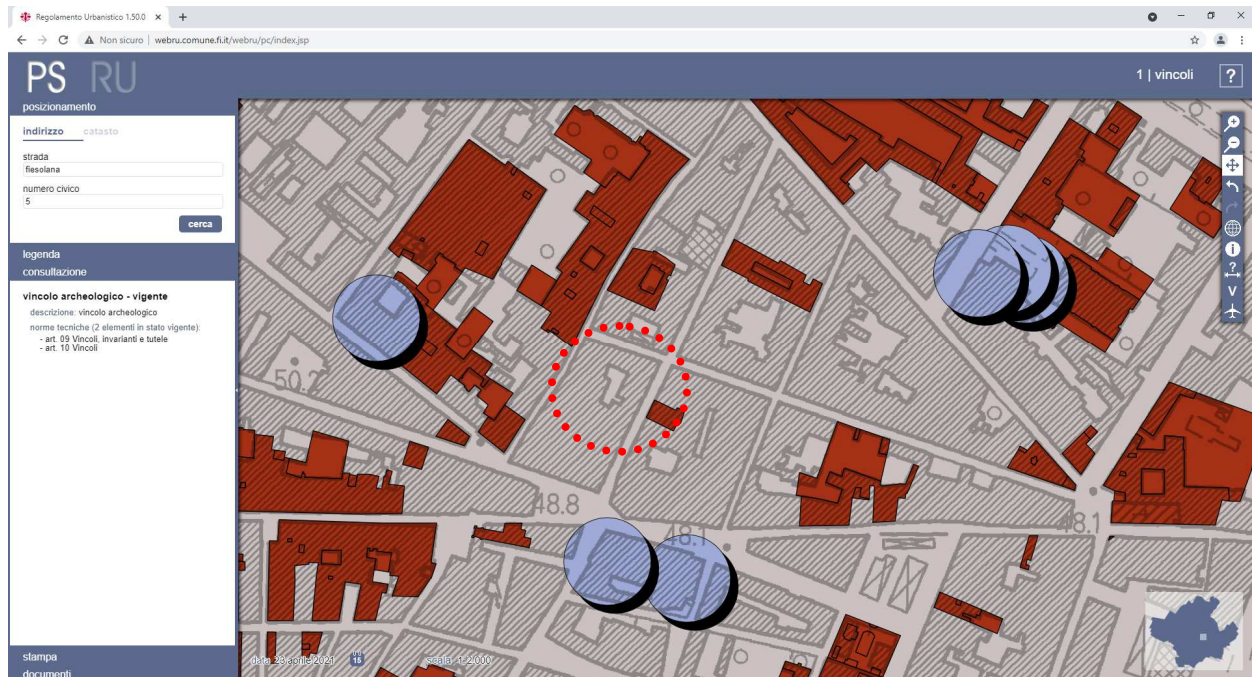 Regolamento Urbanistico 1.50.0
Non sicuro | webru.comune.fi.it/webru/pc/index.jsp
PS RU
1 | vincoli
?
posizionamento
indirizzo catasto
strada
fiesolana
numero civico
5
cerca
legenda
consultazione
vincolo archeologico - vigente
descrizione: vincolo archeologico
norme tecniche (2 elementi in stato vigente):
- art. 09 Vincoli, invarianti e tutele
- art. 10 Vincoli
?
V
48.8
48.1
48.1
data 29 aprile 2021
15
scala 1:2'000
stampa
documenti